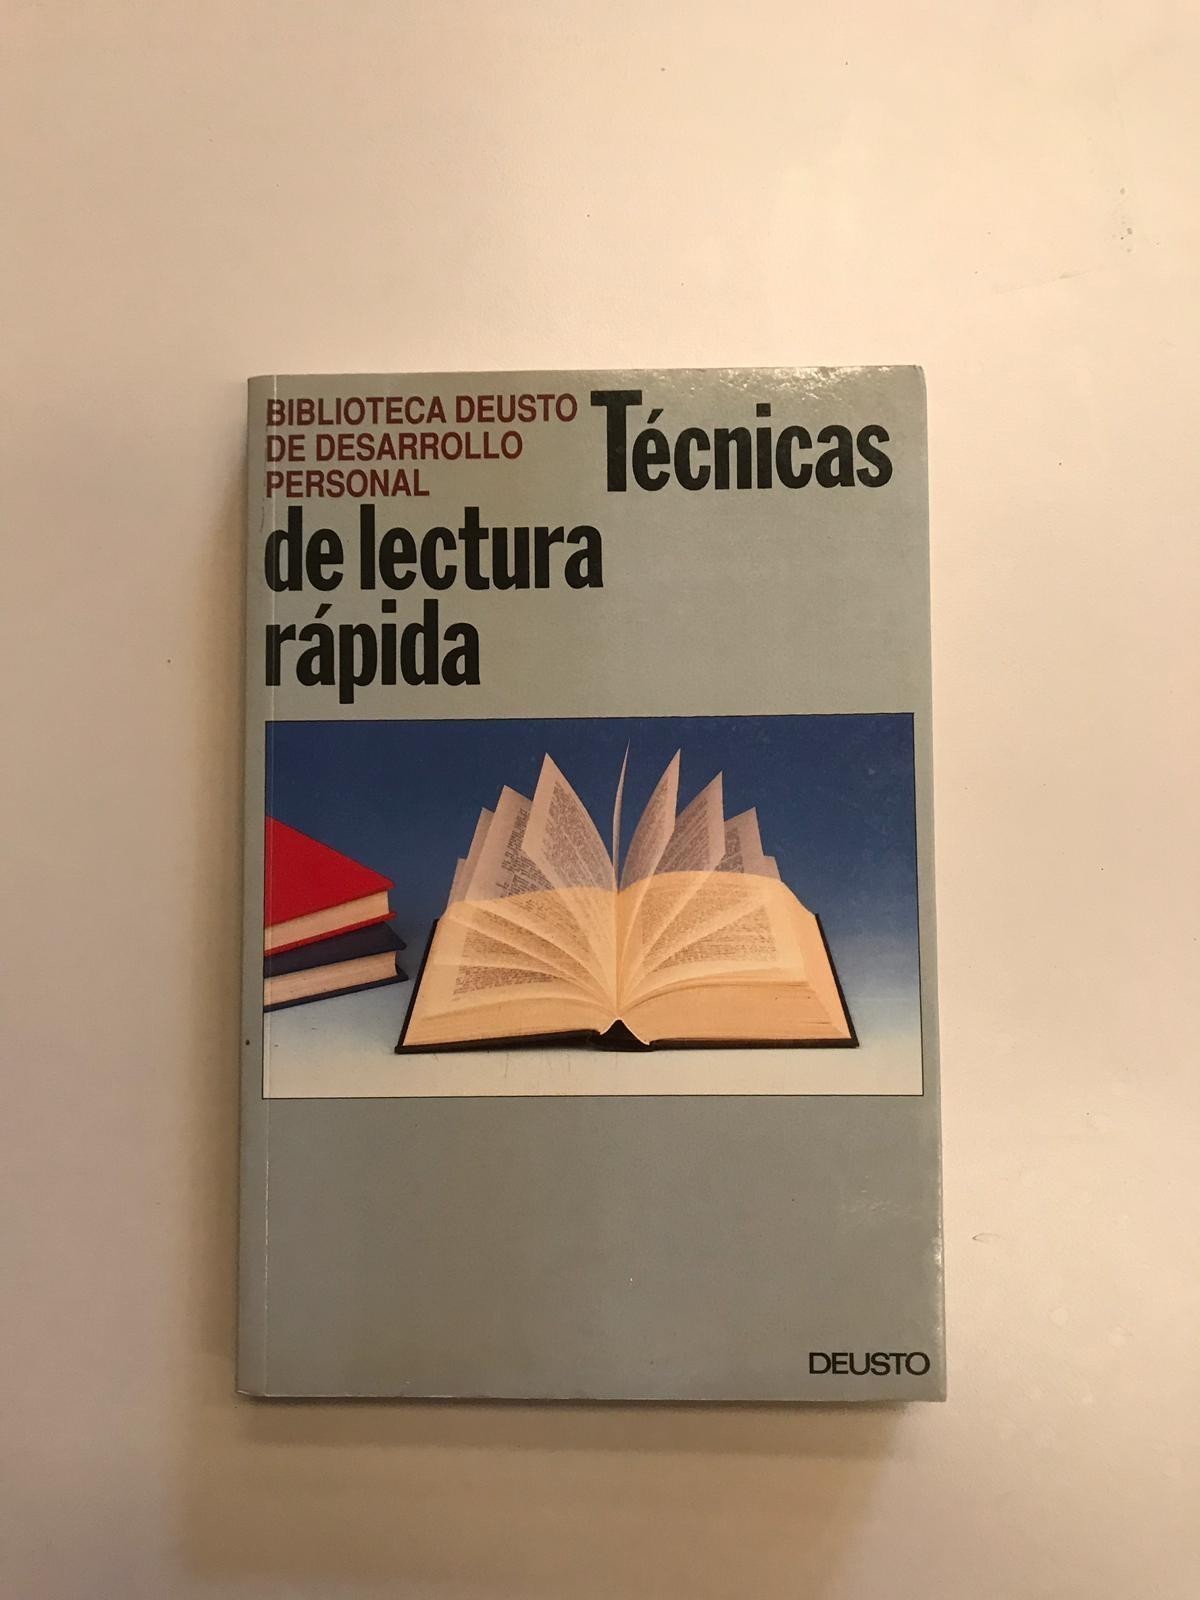 BIBLIOTECA DEUSTO
DE DESARROLLO
PERSONAL
Técnicas
de lectura
rápida
DEUSTO